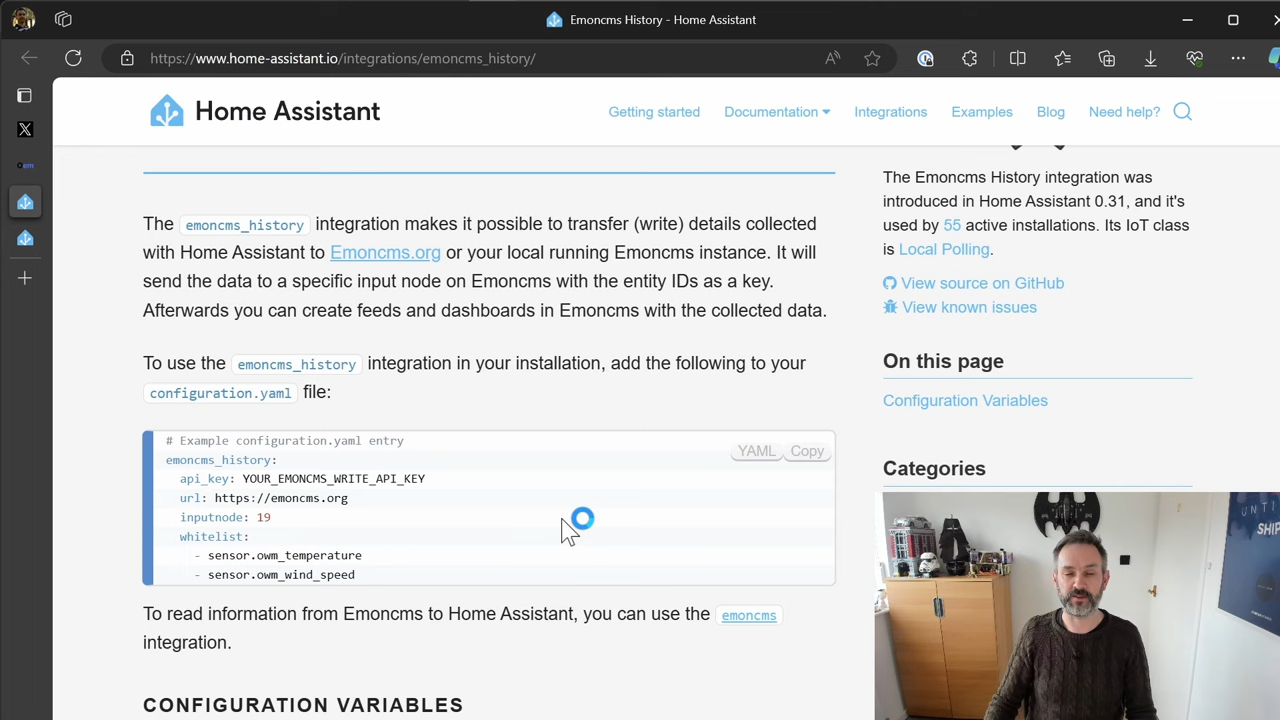 Emoncms History - Home Assistant
https://www.home-assistant.io/integrations/emoncms_history/
Home Assistant
Getting started
Documentation
Integrations
Examples
Blog
Need help?
The emoncms_history integration makes it possible to transfer (write) details collected
with Home Assistant to Emoncms.org or your local running Emoncms instance. It will
send the data to a specific input node on Emoncms with the entity IDs as a key.
Afterwards you can create feeds and dashboards in Emoncms with the collected data.
To use the emoncms_history integration in your installation, add the following to your
configuration.yaml file:
YAML
Copy
# Example configuration.yaml entry
emoncms_history:
api_key: YOUR_EMONCMS_WRITE_API_KEY
url: https://emoncms.org
inputnode: 19
whitelist:
- sensor.owm_temperature
- sensor.owm_wind_speed
To read information from Emoncms to Home Assistant, you can use the emoncms
integration.
CONFIGURATION VARIABLES
The Emoncms History integration was
introduced in Home Assistant 0.31, and it's
used by 55 active installations. Its IoT class
is Local Polling.
View source on GitHub
View known issues
On this page
Configuration Variables
Categories